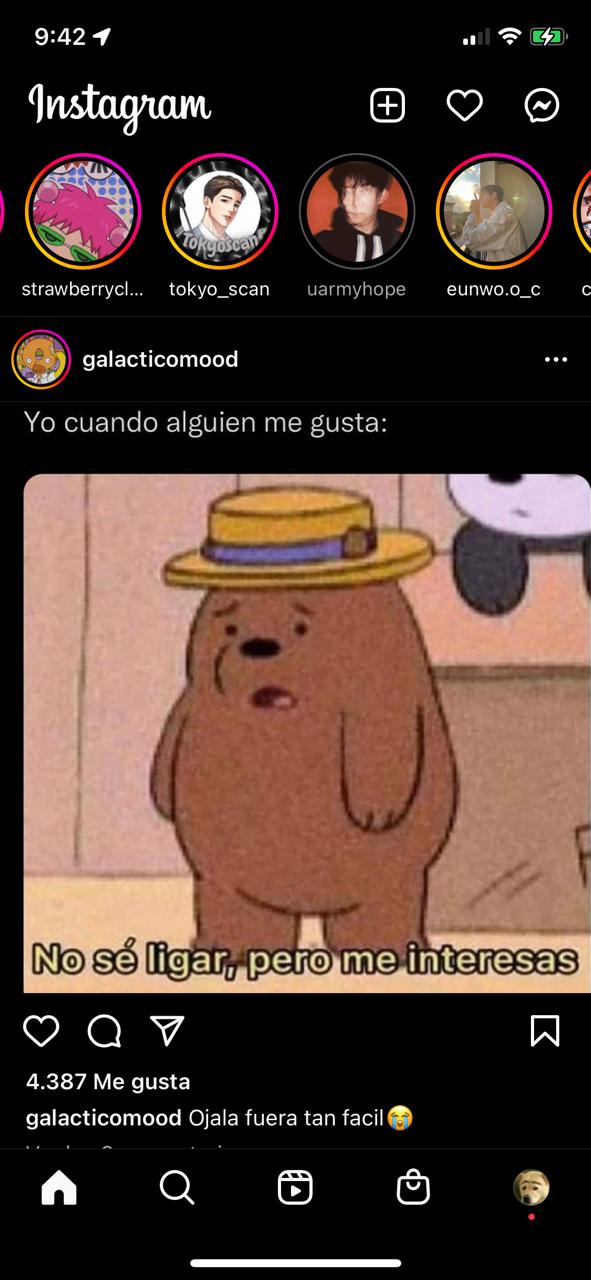 9:42
Instagram
Tokyoscan
strawberrycl...
tokyo_scan
uarmyhope
eunwo.o_c
galacticomood
Yo cuando alguien me gusta:
No sé ligar, pero me interesas
4.387 Me gusta
galacticomood Ojala fuera tan facil😭